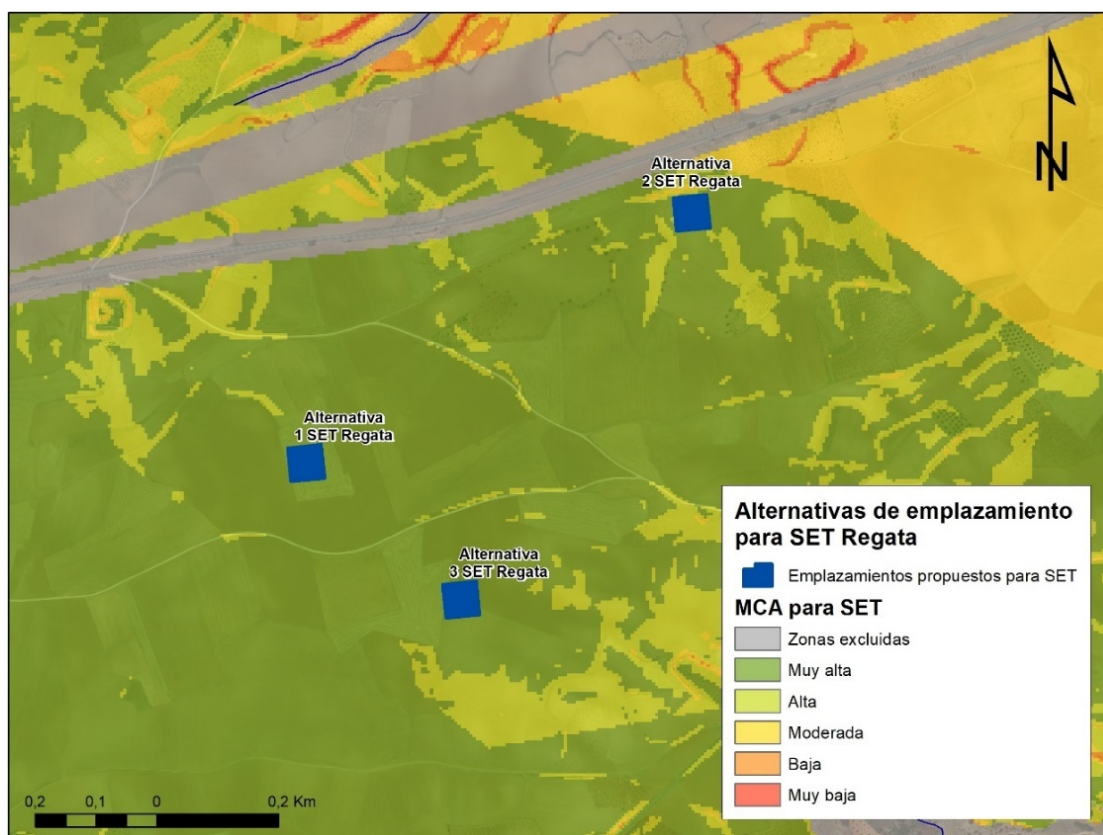 N
Alternativa
2 SET Regata
Alternativa
1 SET Regata
Alternativa
3 SET Regata
Alternativas de emplazamiento
para SET Regata
Emplazamientos propuestos para SET
MCA para SET
Zonas excluidas
Muy alta
Alta
Moderada
Baja
Muy baja
0,2 0,1 0 0,2 Km